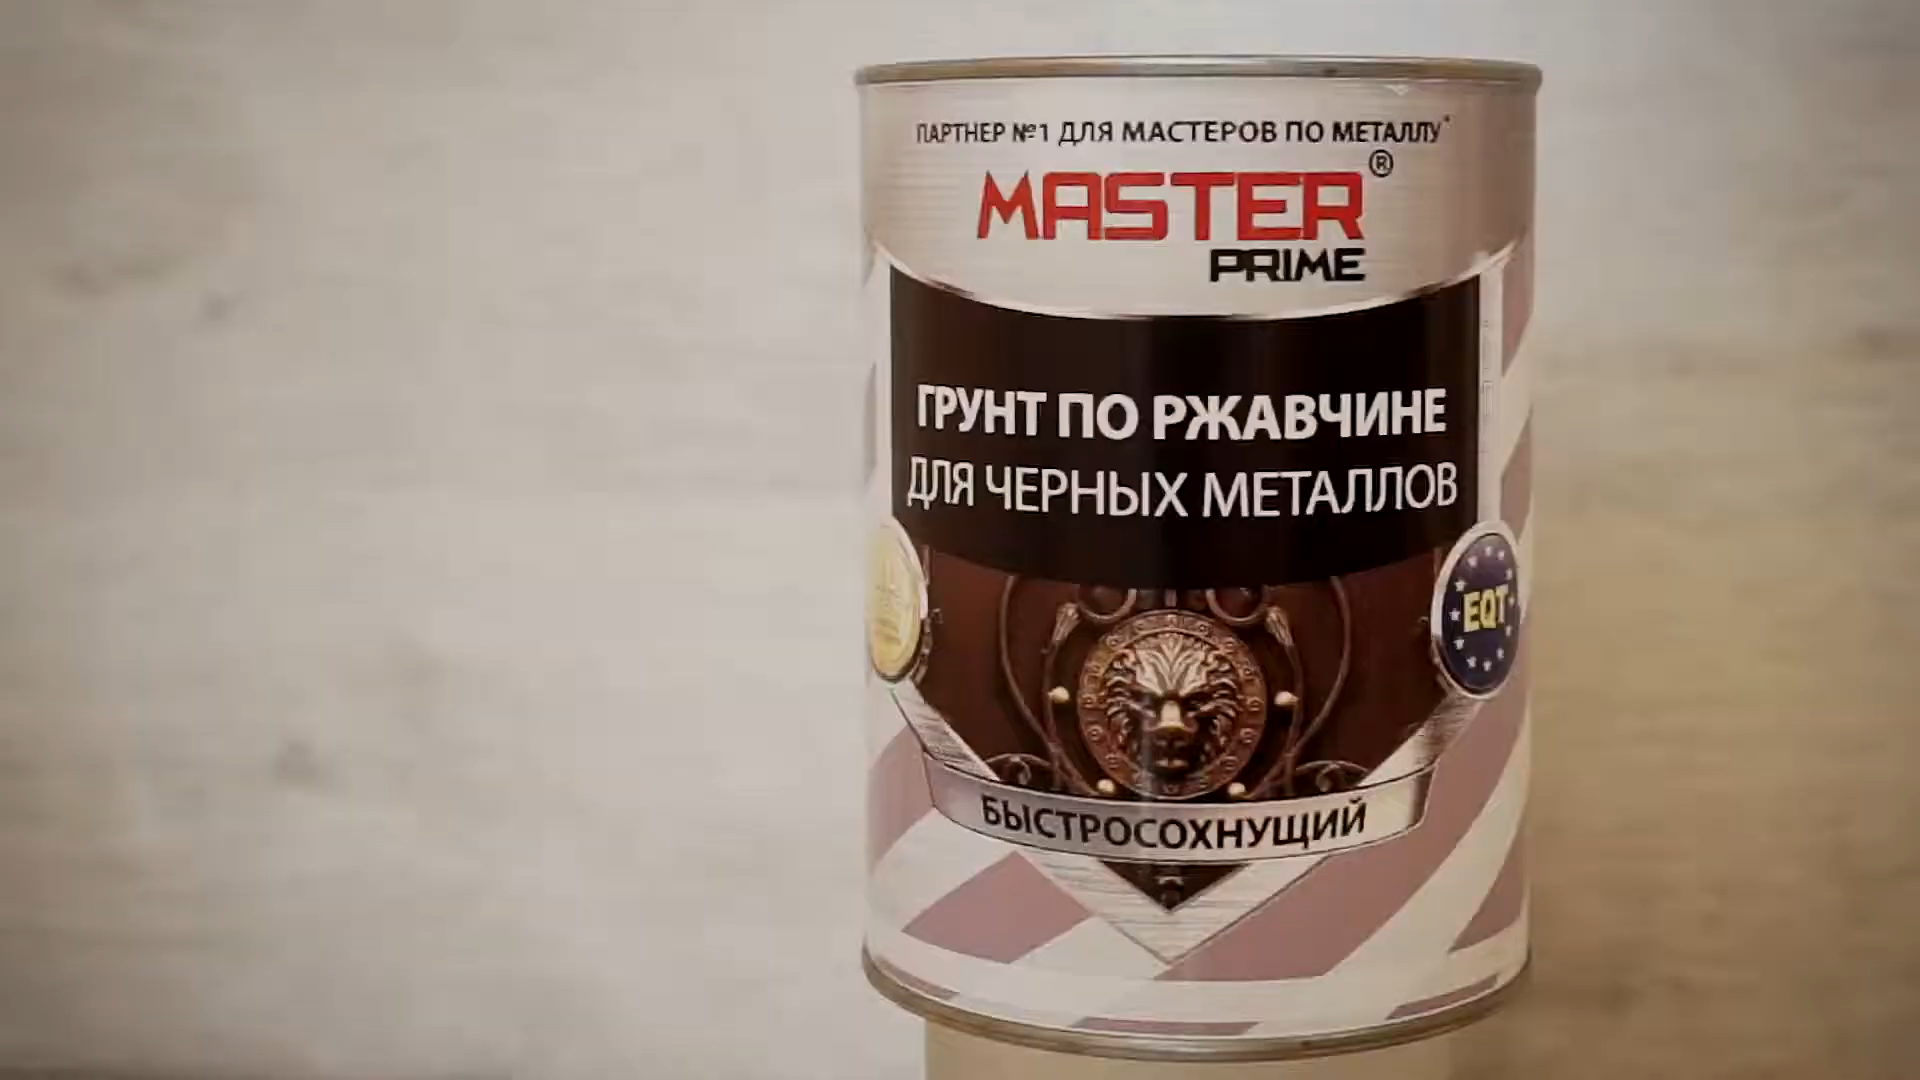 ПАРТНЕР №1 ДЛЯ МАСТЕРОВ ПО МЕТАЛЛУ*
MASTER®
PRIME
ГРУНТ ПО РЖАВЧИНЕ
ДЛЯ ЧЕРНЫХ МЕТАЛЛОВ
EQT
БЫСТРОСОХНУЩИЙ